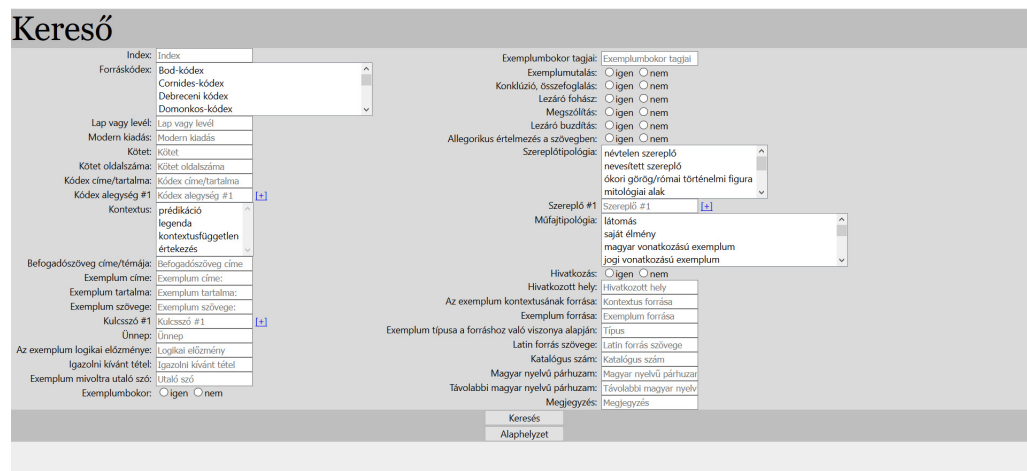 Kereső
Index: Index
Forráskódex: Bod-kódex
Cornides-kódex
Debreceni kódex
Domonkos-kódex
Lap vagy levél: Lap vagy levél
Modern kiadás: Modern kiadás
Kötet: Kötet
Kötet oldalszáma: Kötet oldalszáma
Kódex címe/tartalma: Kódex címe/tartalma
Kódex alegység #1 Kódex alegység #1 [+]
Kontextus: prédikáció
legenda
kontextusfüggetlen
értekezés
Befogadószöveg címe/témája: Befogadószöveg címe
Exemplum címe: Exemplum címe:
Exemplum tartalma: Exemplum tartalma:
Exemplum szövege: Exemplum szövege:
Kulcsszó #1 Kulcsszó #1 [+]
Ünnep: Ünnep
Az exemplum logikai előzménye: Logikai előzmény
Igazolni kívánt tétel: Igazolni kívánt tétel
Exemplum mivoltra utaló szó: Utaló szó
Exemplumbokor: igen nem
Exemplumbokor tagjai: Exemplumbokor tagjai
Exemplumutalás: igen nem
Konklúzió, összefoglalás: igen nem
Lezáró fohász: igen nem
Megszólítás: igen nem
Lezáró buzdítás: igen nem
Allegorikus értelmezés a szövegben: igen nem
Szereplőtipológia: névtelen szereplő
nevesített szereplő
ókori görög/római történelmi figura
mitológiai alak
Szereplő #1 Szereplő #1 [+]
Műfajtipológia: látomás
saját élmény
magyar vonatkozású exemplum
jogi vonatkozású exemplum
Hivatkozás: igen nem
Hivatkozott hely: Hivatkozott hely
Az exemplum kontextusának forrása: Kontextus forrása
Exemplum forrása: Exemplum forrása
Exemplum típusa a forráshoz való viszonya alapján: Típus
Latin forrás szövege: Latin forrás szövege
Katalógus szám: Katalógus szám
Magyar nyelvű párhuzam: Magyar nyelvű párhuzar
Távolabbi magyar nyelvű párhuzam: Távolabbi magyar nyelv
Megjegyzés: Megjegyzés
Keresés
Alaphelyzet